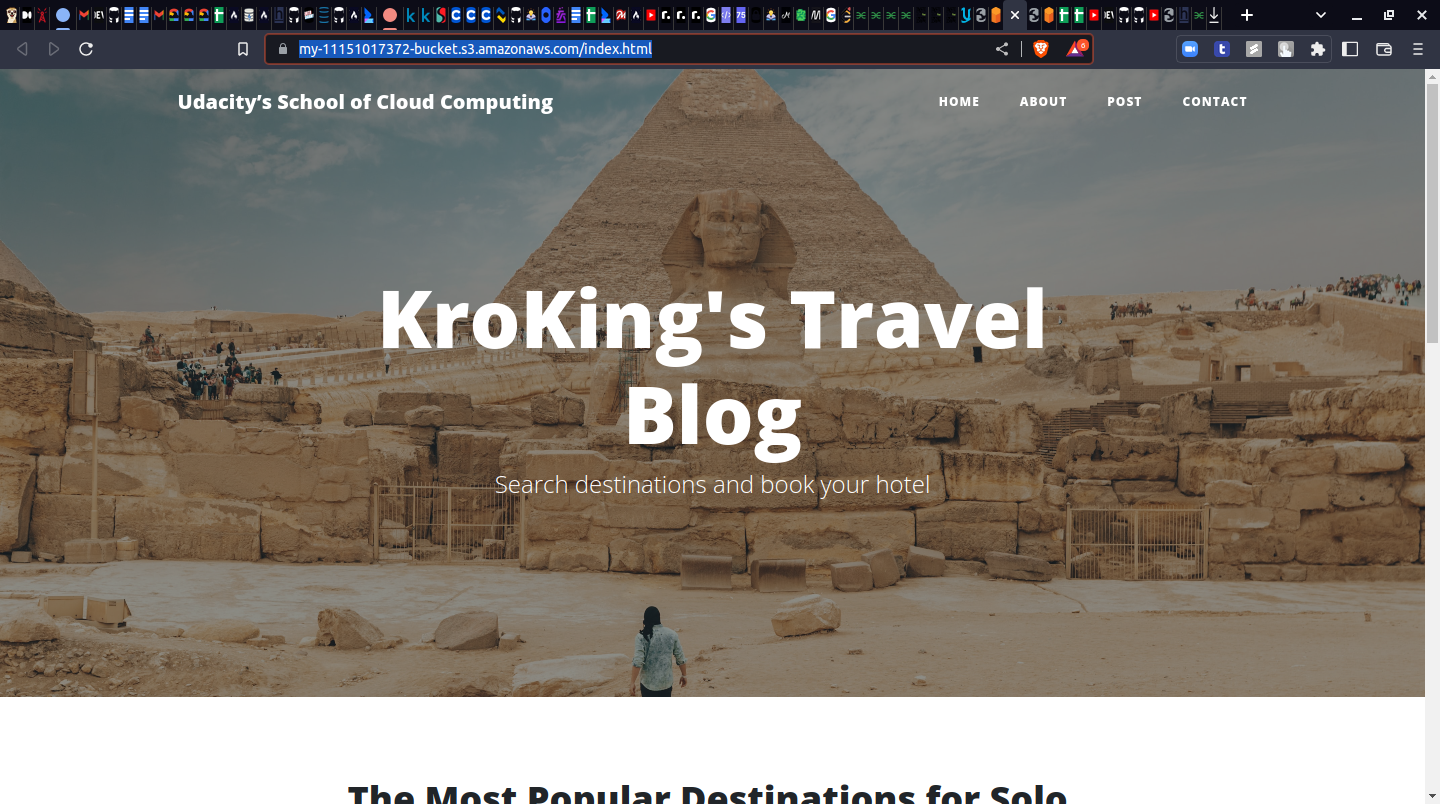 my-11151017372-bucket.s3.amazonaws.com/index.html
6
Udacity’s School of Cloud Computing
HOME
ABOUT
POST
CONTACT
KroKing's Travel
Blog
Search destinations and book your hotel
The Most Popular Destinations for Solo